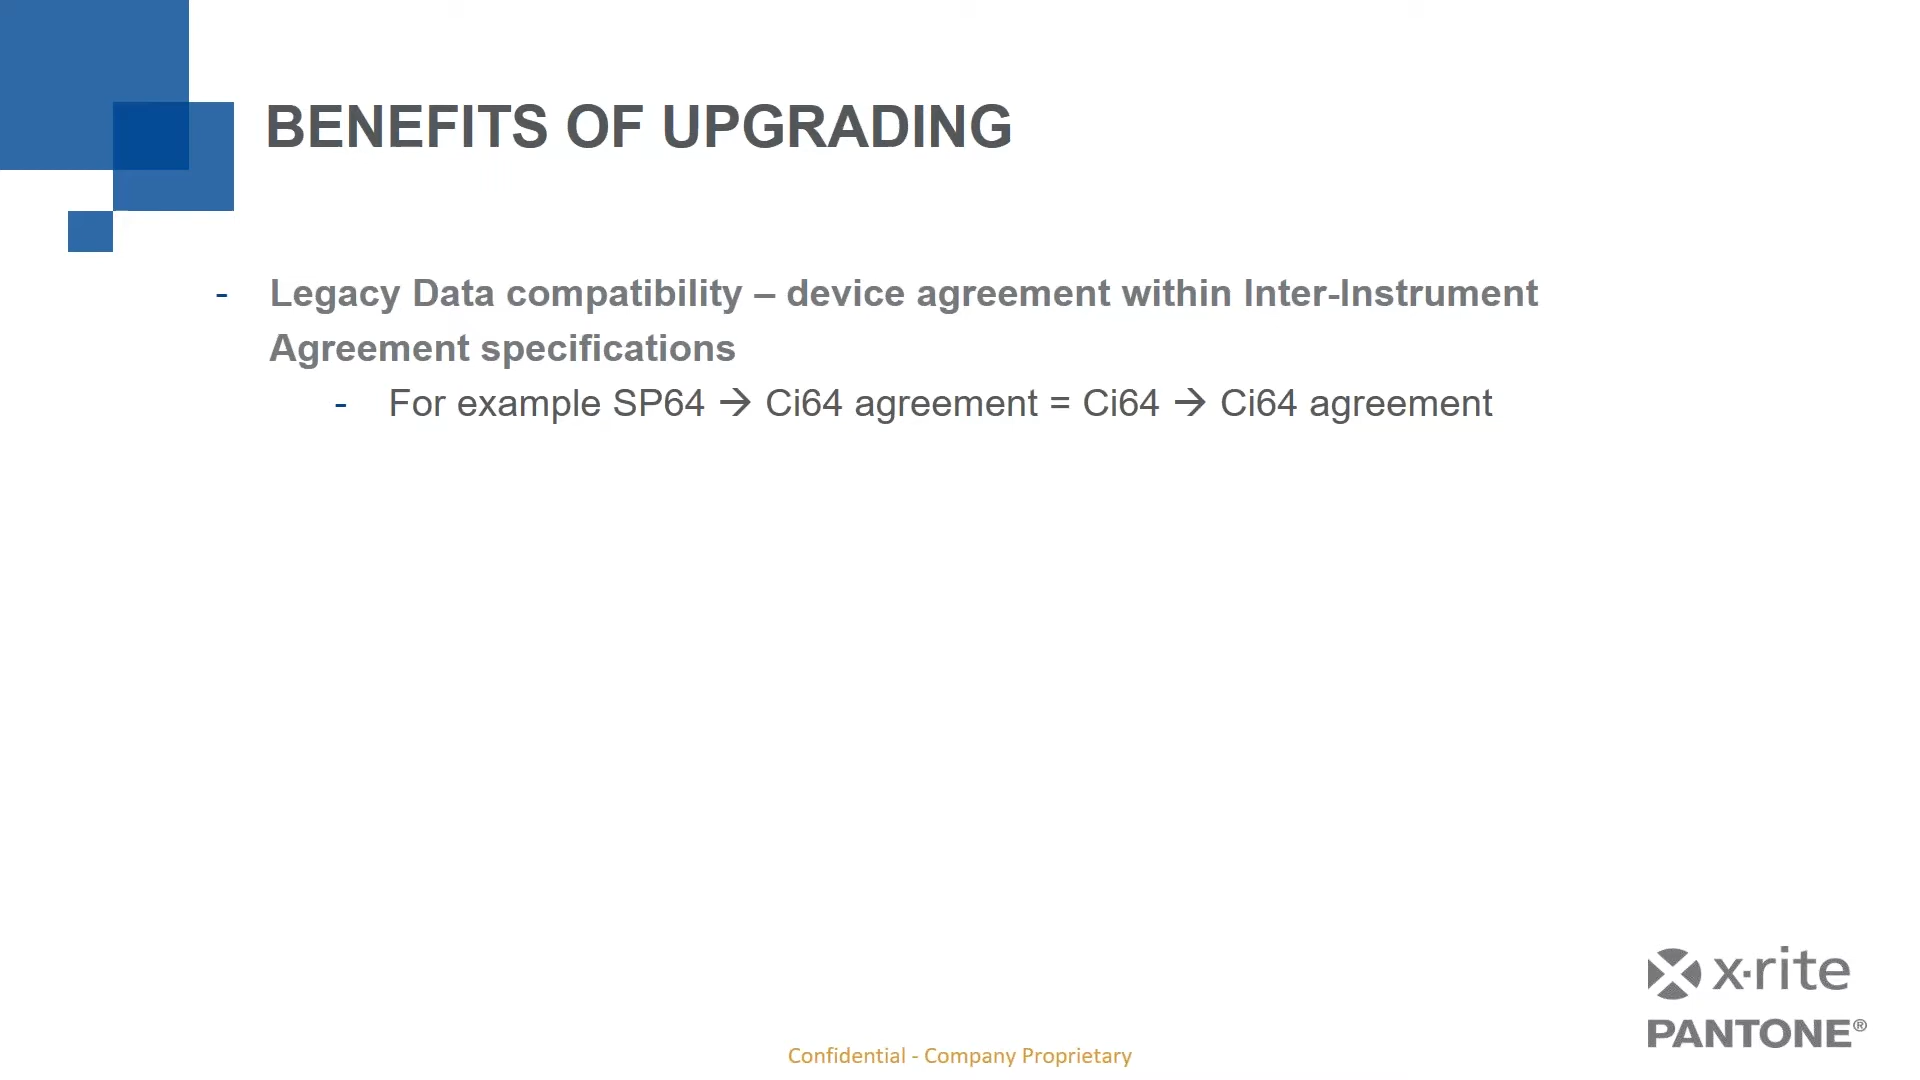 BENEFITS OF UPGRADING
- Legacy Data compatibility – device agreement within Inter-Instrument
Agreement specifications
- For example SP64 → Ci64 agreement = Ci64 → Ci64 agreement
x·rite
PANTONE®
Confidential - Company Proprietary